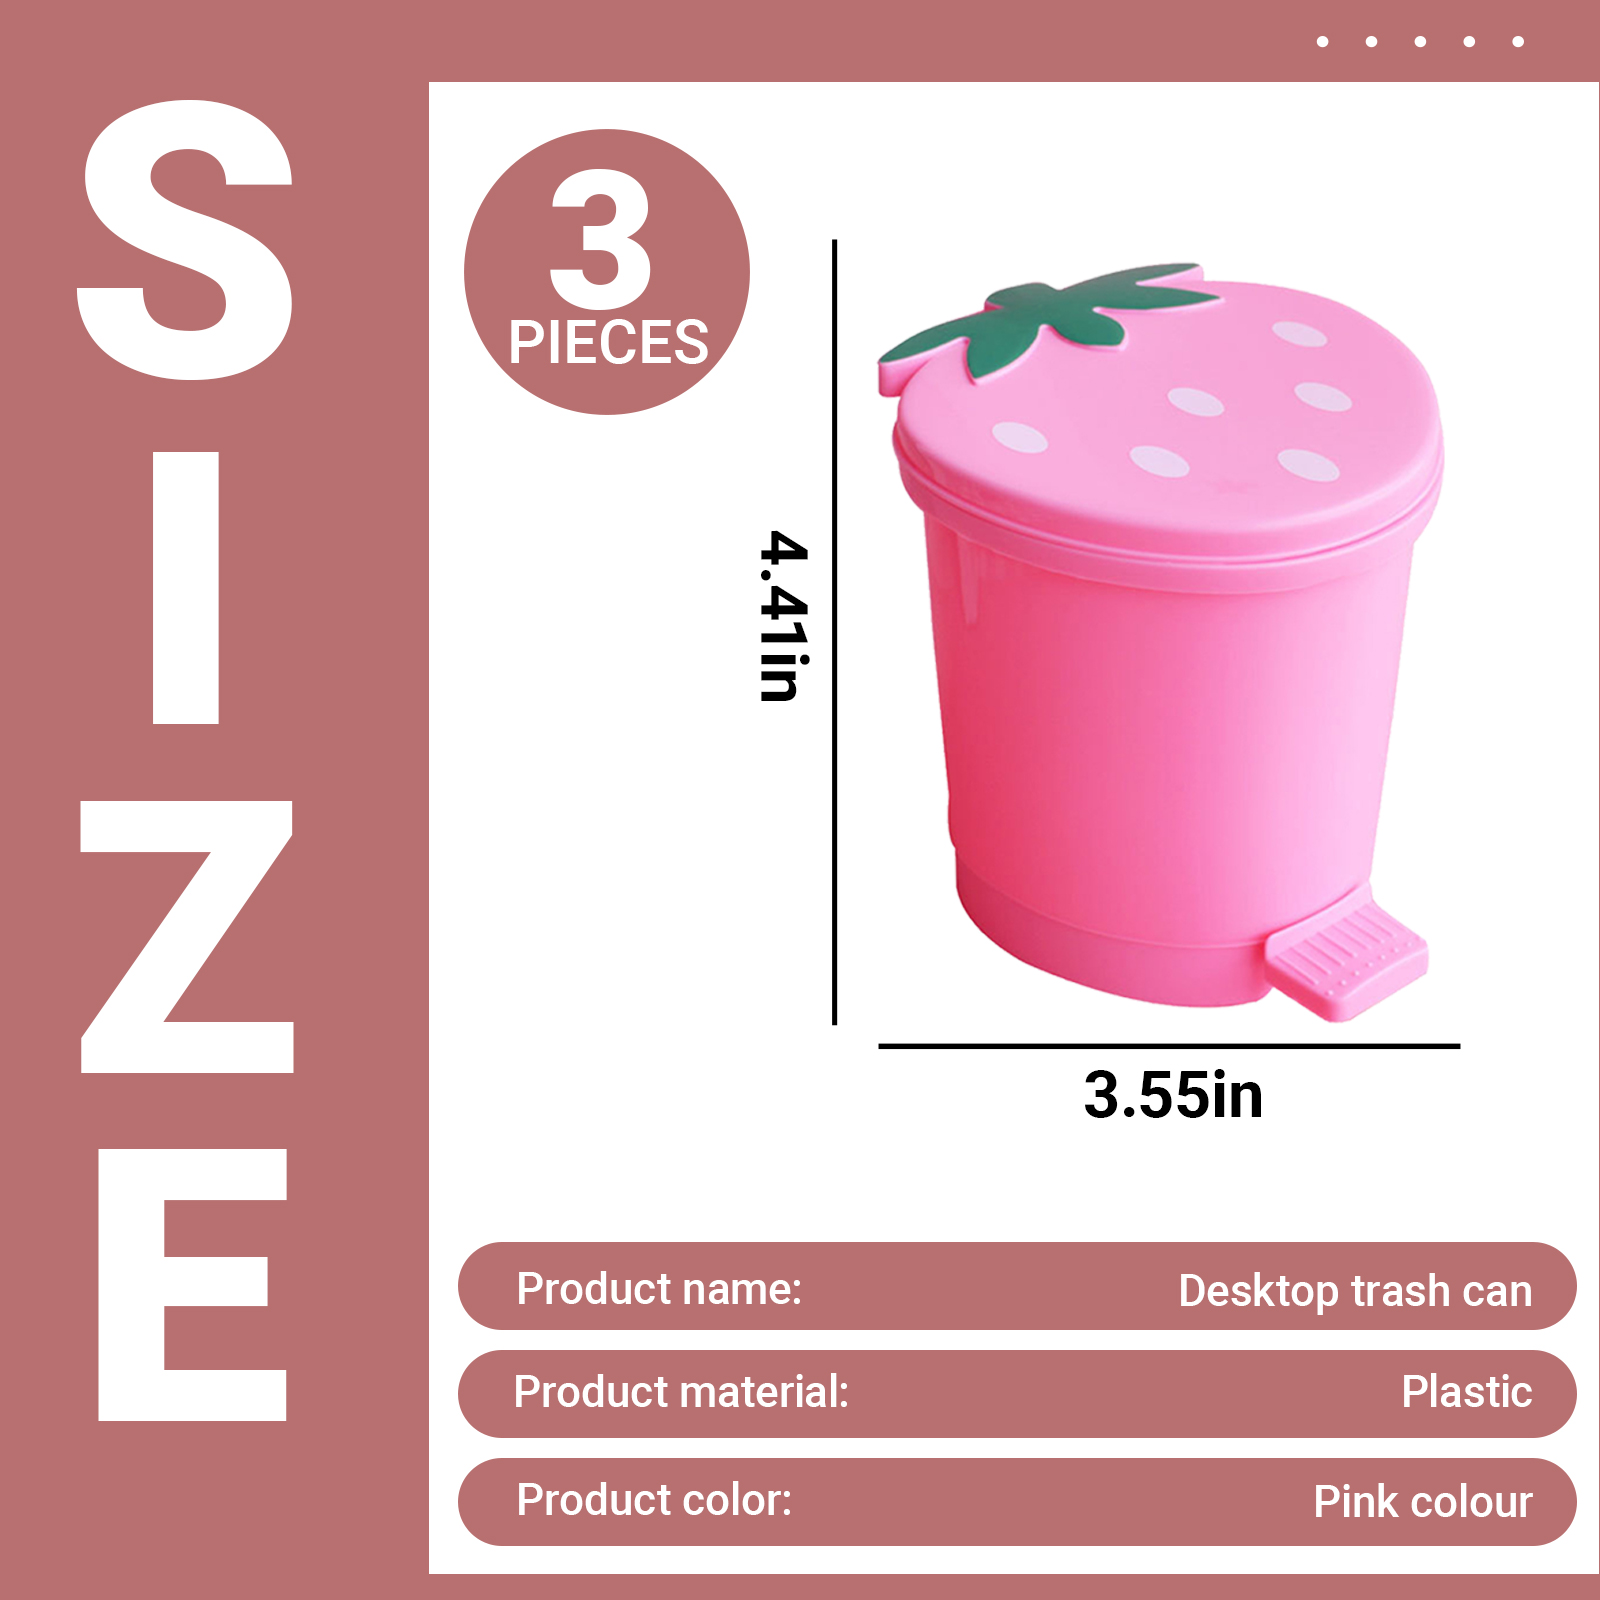 SIZE
3
PIECES
4.41in
3.55in
Product name: Desktop trash can
Product material: Plastic
Product color: Pink colour